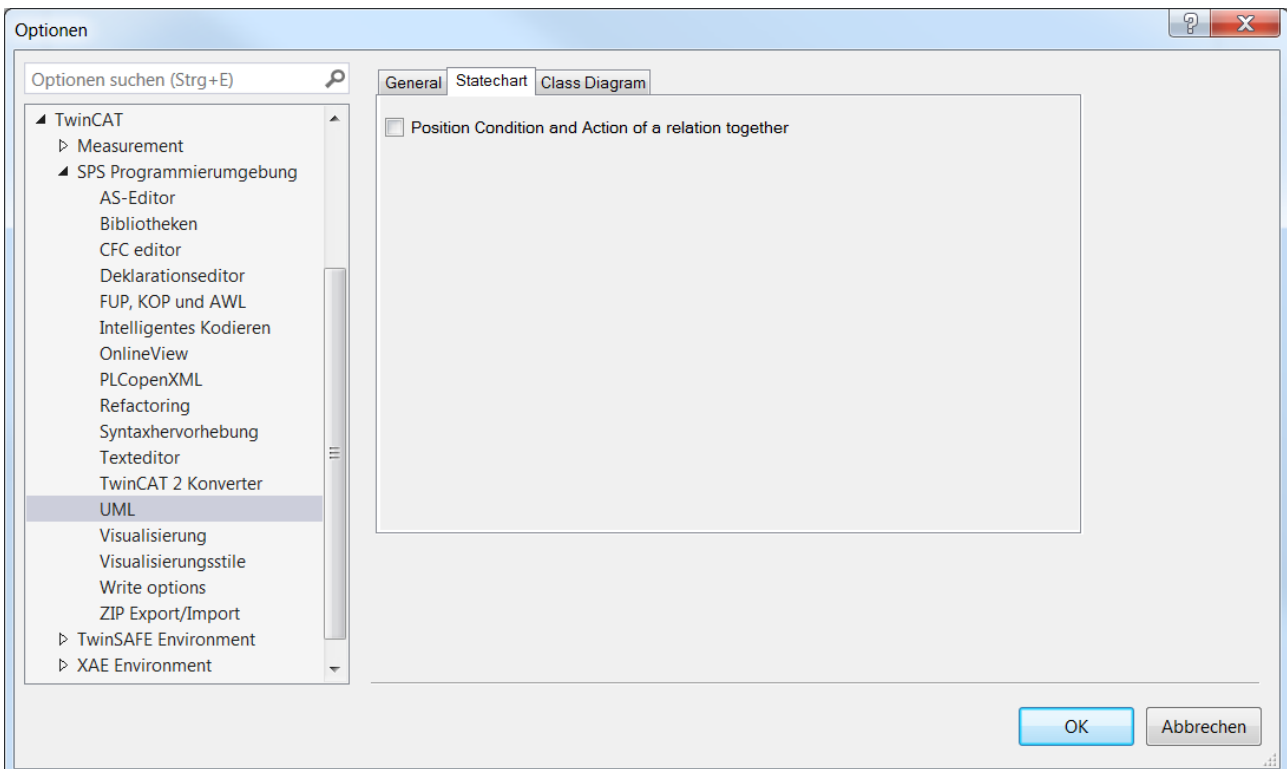 Optionen
Optionen suchen (Strg+E)
TwinCAT
Measurement
SPS Programmierumgebung
AS-Editor
Bibliotheken
CFC editor
Deklarationseditor
FUP, KOP und AWL
Intelligentes Kodieren
OnlineView
PLCopenXML
Refactoring
Syntaxhervorhebung
Texteditor
TwinCAT 2 Konverter
UML
Visualisierung
Visualisierungsstile
Write options
ZIP Export/Import
TwinSAFE Environment
XAE Environment
General Statechart Class Diagram
Position Condition and Action of a relation together
OK Abbrechen